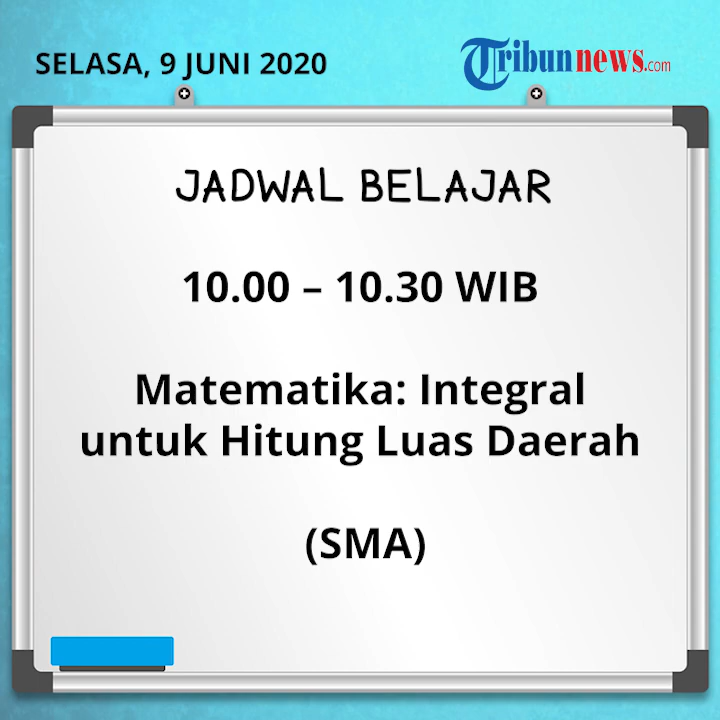 SELASA, 9 JUNI 2020
Tribunnews.com
JADWAL BELAJAR
10.00 – 10.30 WIB
Matematika: Integral
untuk Hitung Luas Daerah
(SMA)